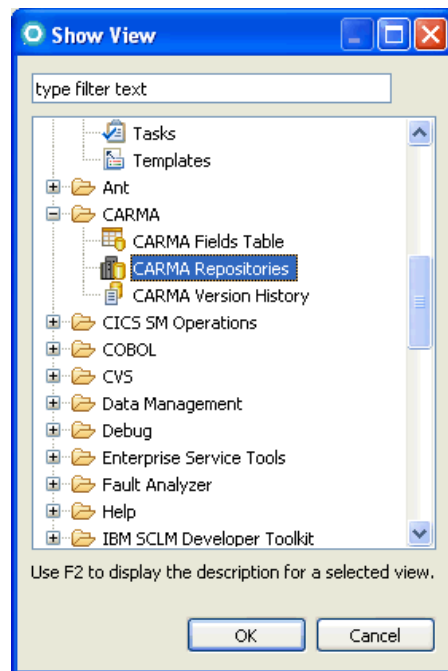 Show View
type filter text
Tasks
Templates
Ant
CARMA
CARMA Fields Table
CARMA Repositories
CARMA Version History
CICS SM Operations
COBOL
CVS
Data Management
Debug
Enterprise Service Tools
Fault Analyzer
Help
IBM SCLM Developer Toolkit
Use F2 to display the description for a selected view.
OK
Cancel